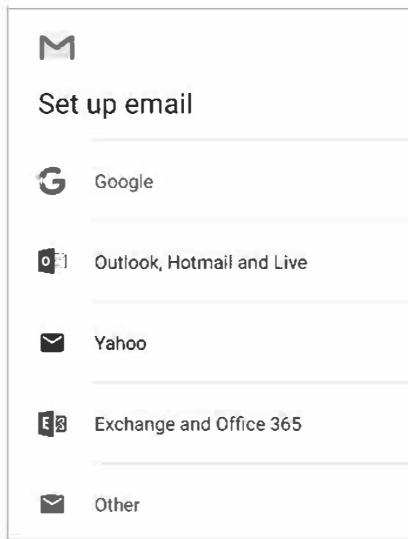 Set up email
Google
Outlook, Hotmail and Live
Yahoo
Exchange and Office 365
Other